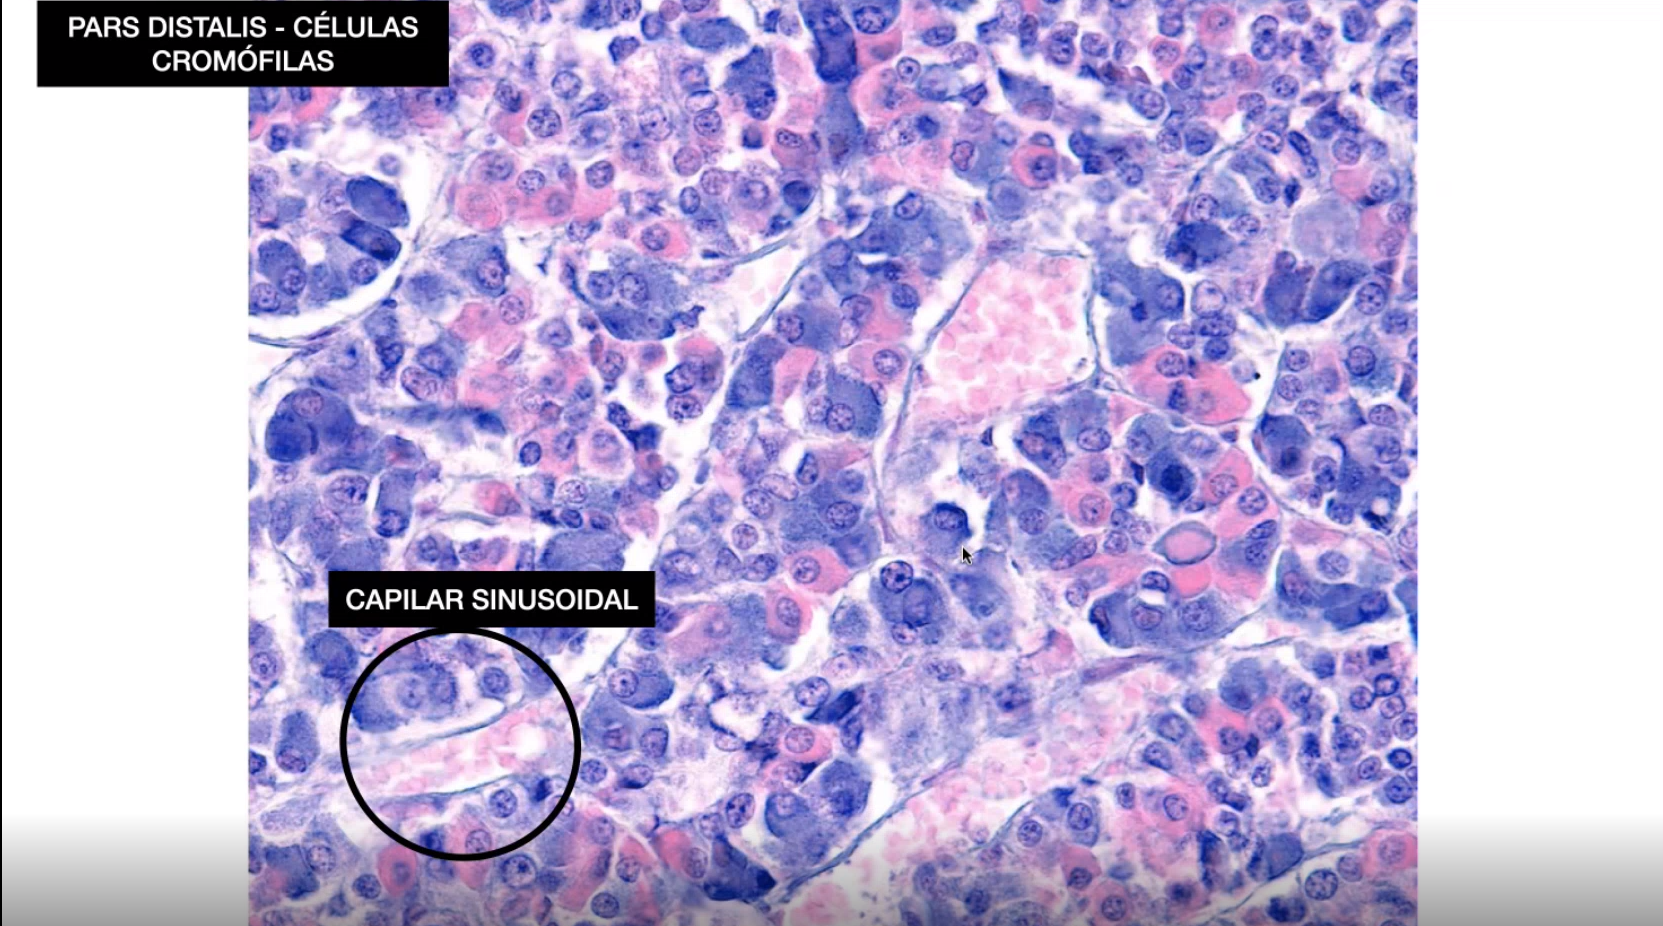 PARS DISTALIS - CÉLULAS
CROMÓFILAS
CAPILAR SINUSOIDAL